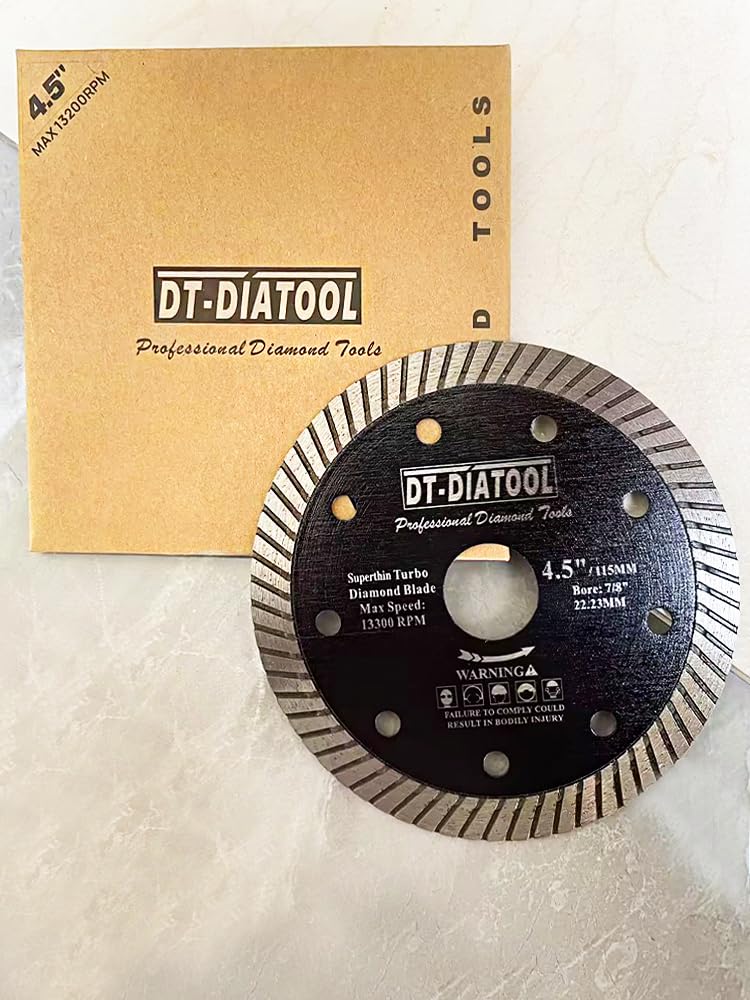 4.5"
MAX13200RPM
D TOOLS
DT-DIATOOL
Professional Diamond Tools
DT-DIATOOL
Professional Diamond Tools
Superthin Turbo
Diamond Blade
Max Speed:
13300 RPM
4.5"/115MM
Bore: 7/8"
22.23MM
WARNING
FAILURE TO COMPLY COULD
RESULT IN BODILY INJURY